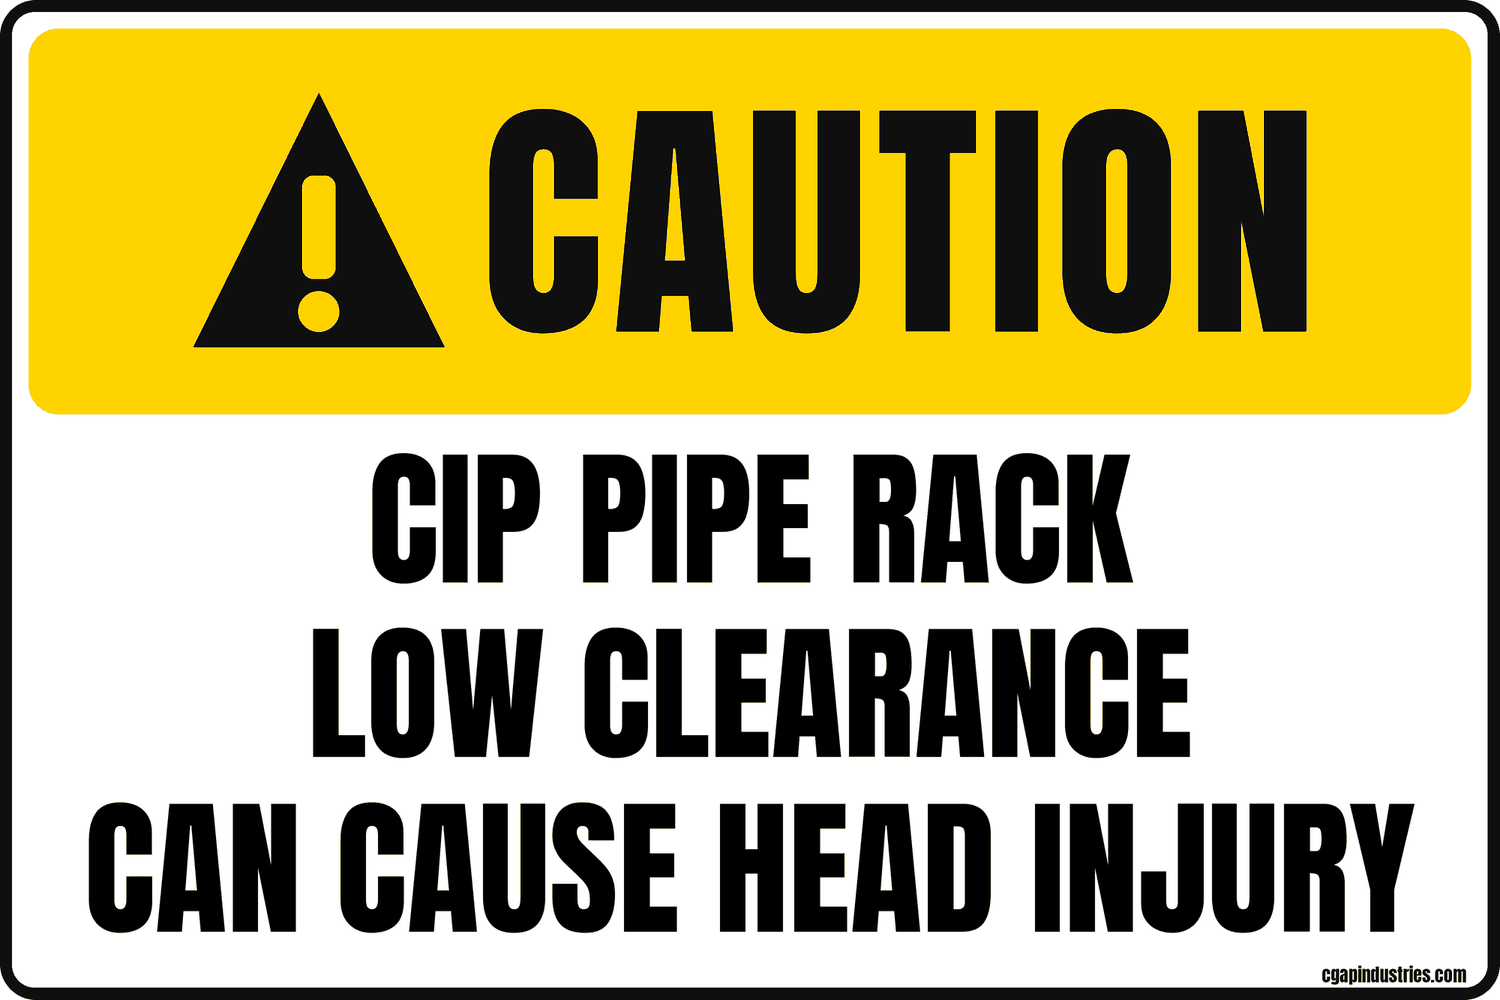 CAUTION
CIP PIPE RACK
LOW CLEARANCE
CAN CAUSE HEAD INJURY
cgapindustries.com